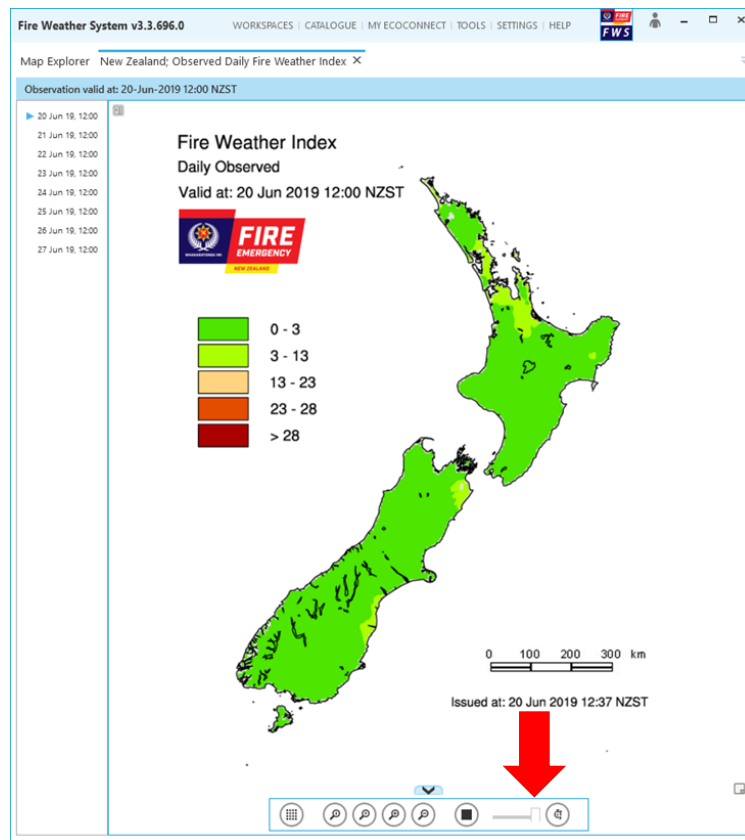 Fire Weather System v3.3.696.0
WORKSPACES | CATALOGUE | MY ECOCONNECT | TOOLS | SETTINGS | HELP
FIRE
FWS
Map Explorer New Zealand; Observed Daily Fire Weather Index ✕
Observation valid at: 20-Jun-2019 12:00 NZST
20 Jun 19, 12:00
21 Jun 19, 12:00
22 Jun 19, 12:00
23 Jun 19, 12:00
24 Jun 19, 12:00
25 Jun 19, 12:00
26 Jun 19, 12:00
27 Jun 19, 12:00
Fire Weather Index
Daily Observed
Valid at: 20 Jun 2019 12:00 NZST
FIRE
EMERGENCY
NEW ZEALAND
0 - 3
3 - 13
13 - 23
23 - 28
> 28
0 100 200 300 km
Issued at: 20 Jun 2019 12:37 NZST